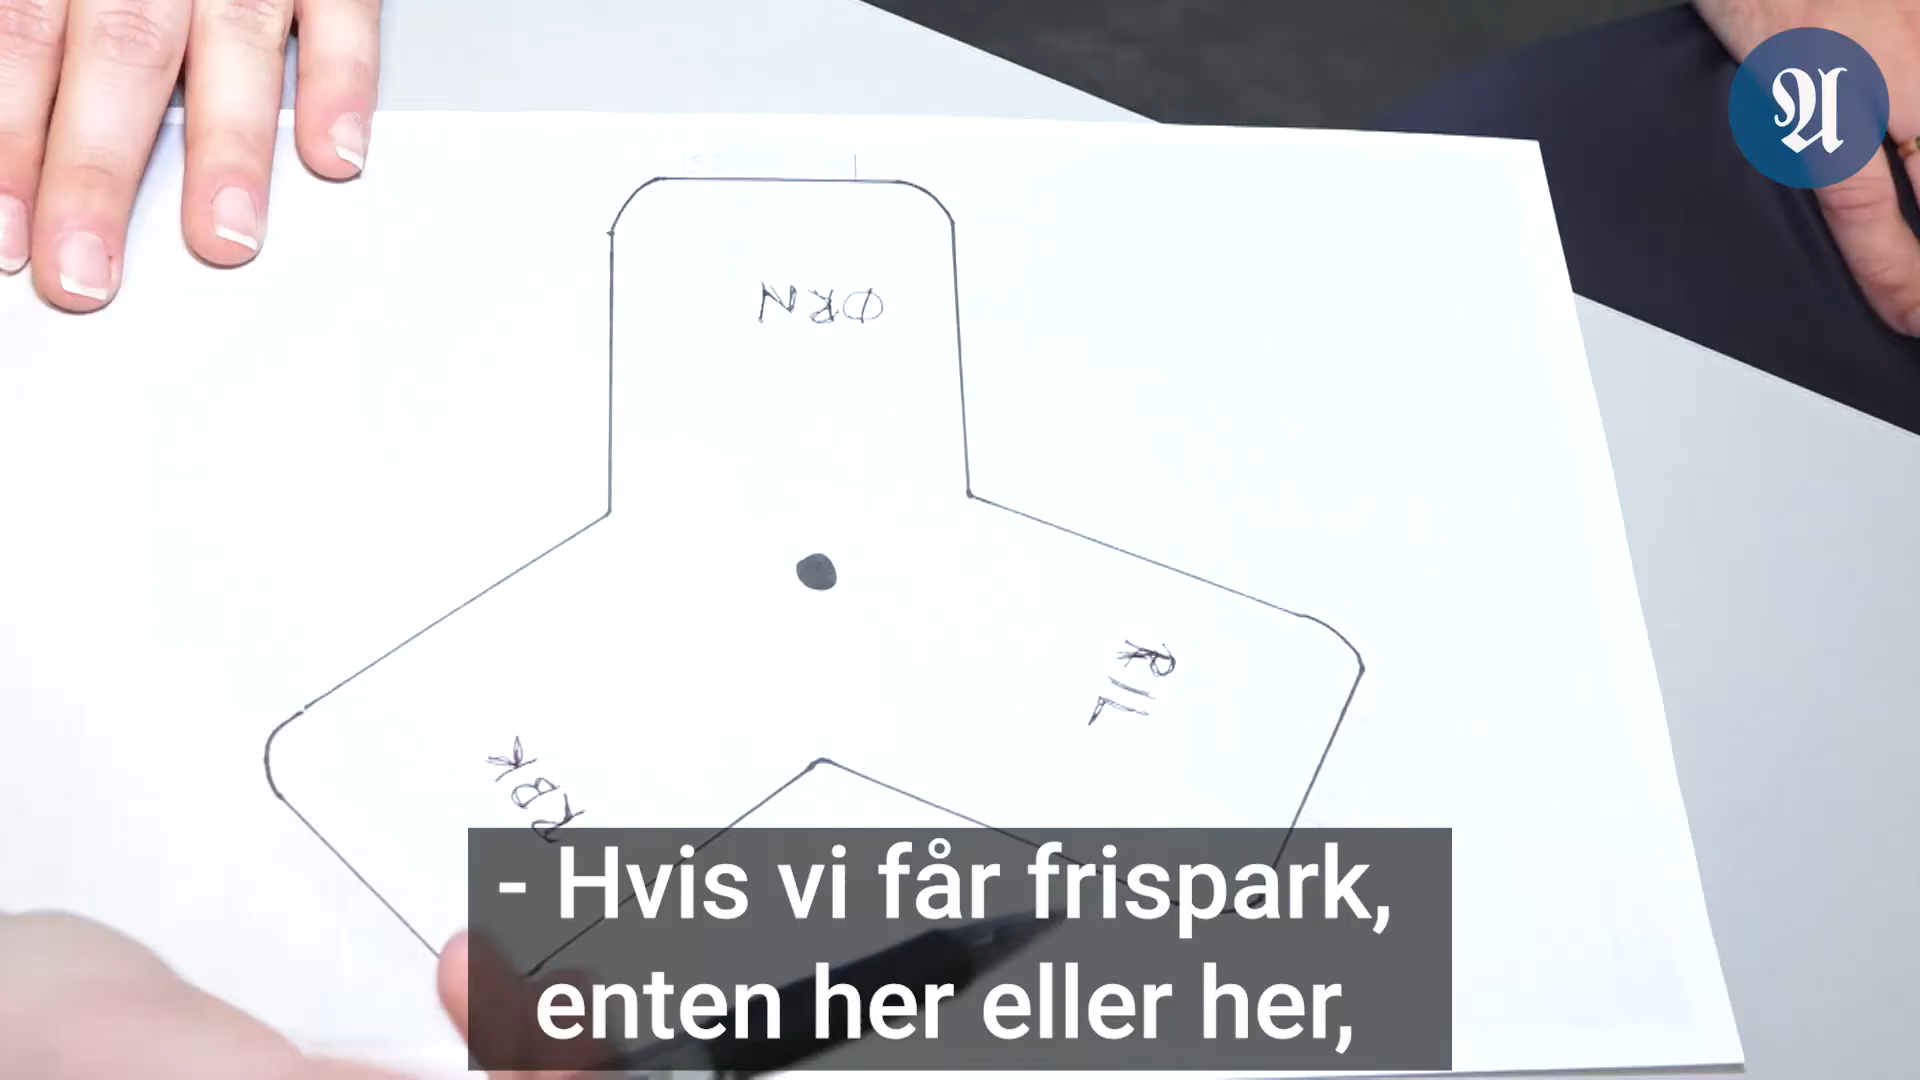 ØRN
RIL
RBK
- Hvis vi får frispark,
enten her eller her,